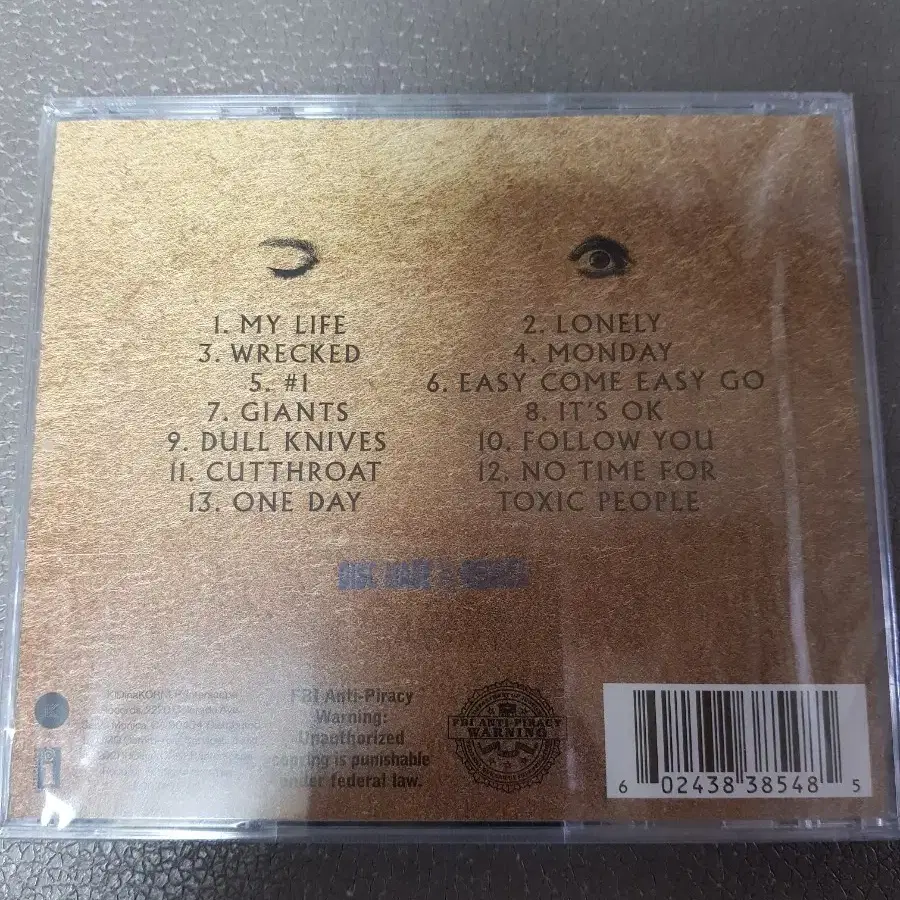 1. MY LIFE
2. LONELY
3. WRECKED
4. MONDAY
5. #1
6. EASY COME EASY GO
7. GIANTS
8. IT'S OK
9. DULL KNIVES
10. FOLLOW YOU
11. CUTTHROAT
12. NO TIME FOR
13. ONE DAY
TOXIC PEOPLE
FBI Anti-Piracy
Warning:
Unauthorized
copying is punishable
under federal law.
FBI ANTI-PIRACY
WARNING
6 02438 38548 5